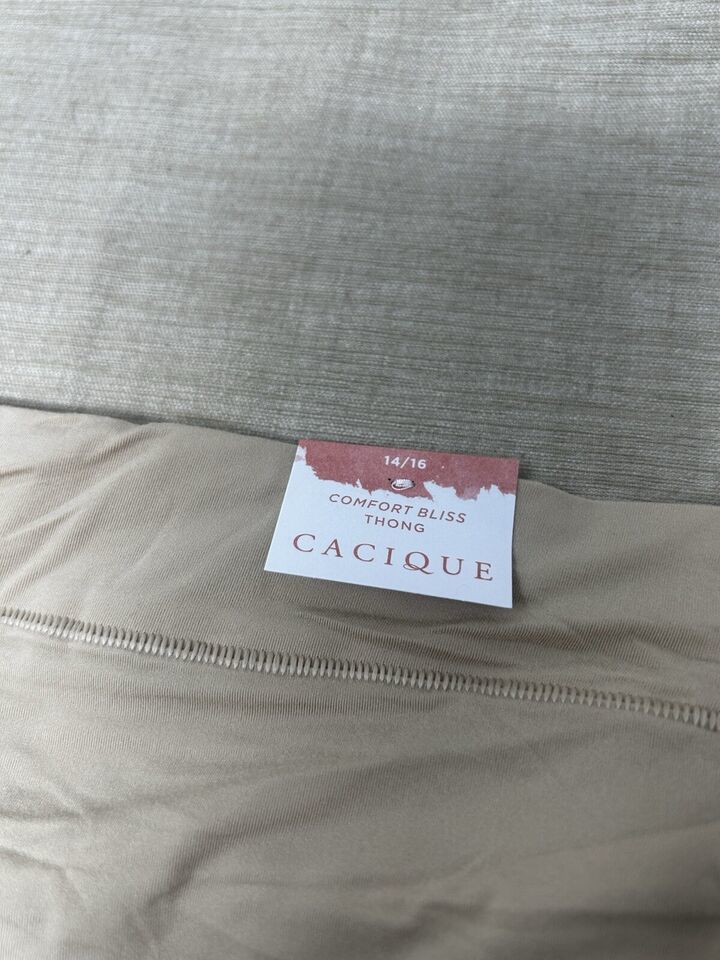 14/16
COMFORT BLISS
THONG
CACIQUE